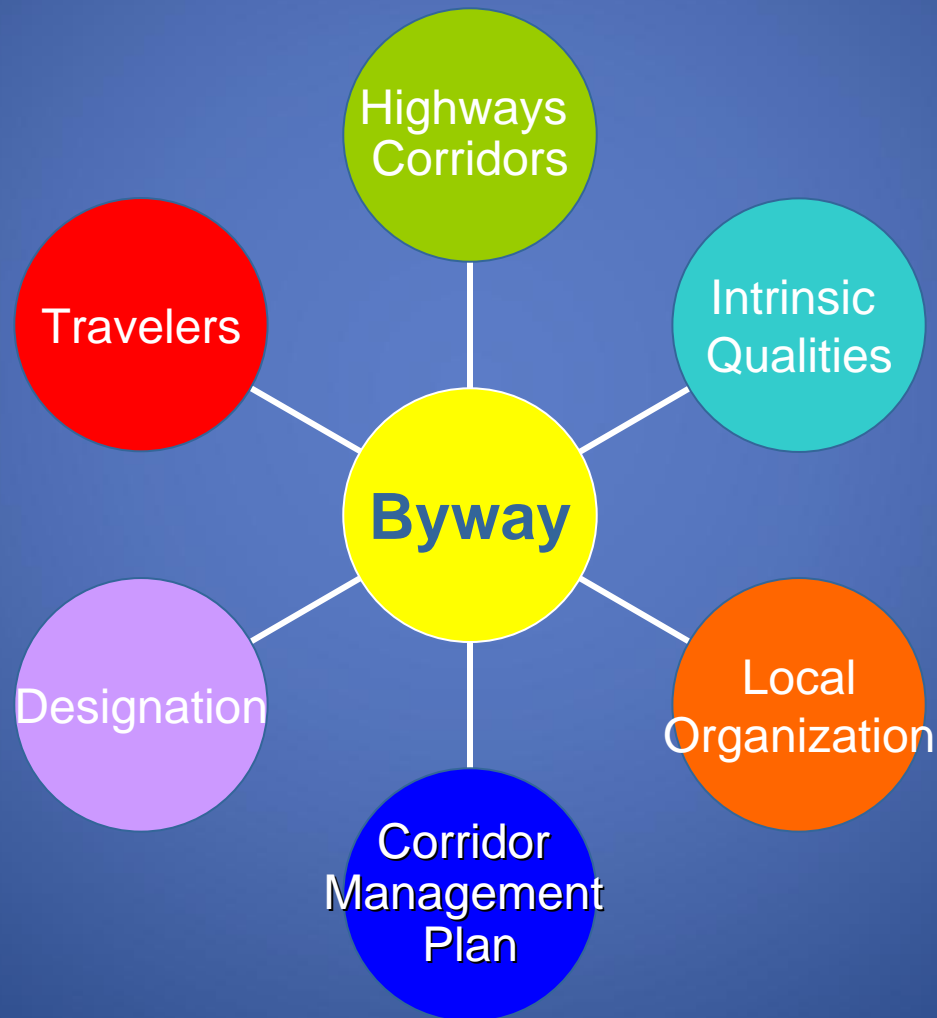 Highways
Corridors
Travelers
Intrinsic
Qualities
Byway
Designation
Local
Organization
Corridor
Management
Plan